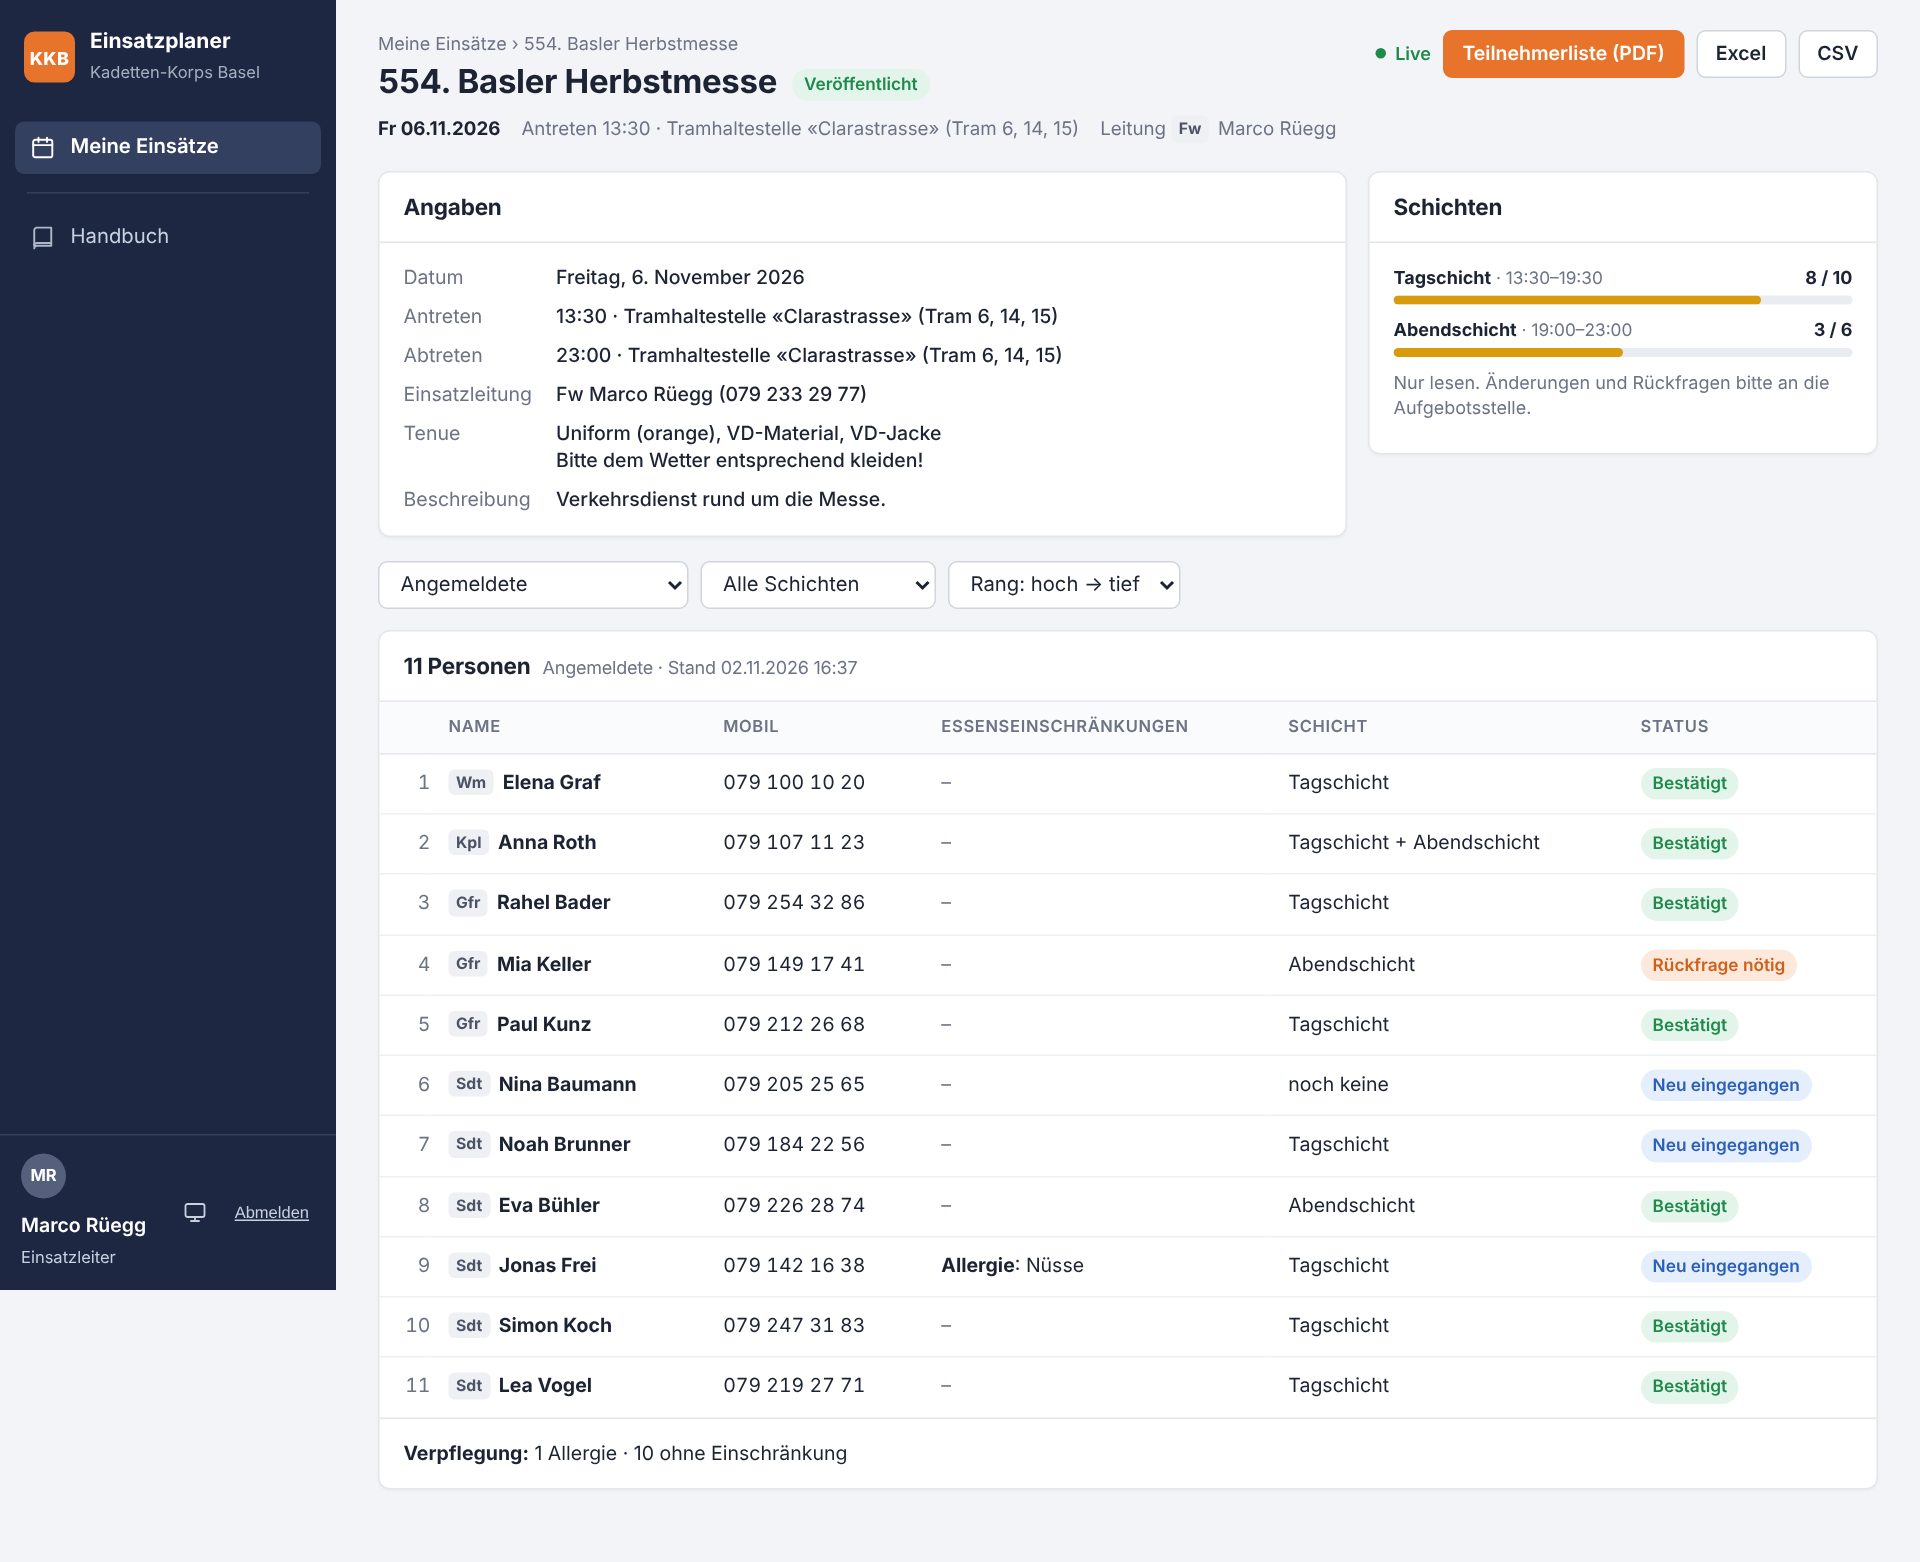 KKB
Einsatzplaner
Kadetten-Korps Basel
Meine Einsätze
Handbuch
MR
Marco Rüegg
Einsatzleiter
Abmelden
Meine Einsätze › 554. Basler Herbstmesse
554. Basler Herbstmesse Veröffentlicht
Fr 06.11.2026 Antreten 13:30 · Tramhaltestelle «Clarastrasse» (Tram 6, 14, 15) Leitung Fw Marco Rüegg
Live Teilnehmerliste (PDF) Excel CSV
Angaben
Datum Freitag, 6. November 2026
Antreten 13:30 · Tramhaltestelle «Clarastrasse» (Tram 6, 14, 15)
Abtreten 23:00 · Tramhaltestelle «Clarastrasse» (Tram 6, 14, 15)
Einsatzleitung Fw Marco Rüegg (079 233 29 77)
Tenue Uniform (orange), VD-Material, VD-Jacke
Bitte dem Wetter entsprechend kleiden!
Beschreibung Verkehrsdienst rund um die Messe.
Schichten
Tagschicht · 13:30–19:30 8 / 10
Abendschicht · 19:00–23:00 3 / 6
Nur lesen. Änderungen und Rückfragen bitte an die
Aufgebotsstelle.
Angemeldete Alle Schichten Rang: hoch → tief
11 Personen Angemeldete · Stand 02.11.2026 16:37
NAME MOBIL ESSENSEINSCHRÄNKUNGEN SCHICHT STATUS
1 Wm Elena Graf 079 100 10 20 – Tagschicht Bestätigt
2 Kpl Anna Roth 079 107 11 23 – Tagschicht + Abendschicht Bestätigt
3 Gfr Rahel Bader 079 254 32 86 – Tagschicht Bestätigt
4 Gfr Mia Keller 079 149 17 41 – Abendschicht Rückfrage nötig
5 Gfr Paul Kunz 079 212 26 68 – Tagschicht Bestätigt
6 Sdt Nina Baumann 079 205 25 65 – noch keine Neu eingegangen
7 Sdt Noah Brunner 079 184 22 56 – Tagschicht Neu eingegangen
8 Sdt Eva Bühler 079 226 28 74 – Abendschicht Bestätigt
9 Sdt Jonas Frei 079 142 16 38 Allergie: Nüsse Tagschicht Neu eingegangen
10 Sdt Simon Koch 079 247 31 83 – Tagschicht Bestätigt
11 Sdt Lea Vogel 079 219 27 71 – Tagschicht Bestätigt
Verpflegung: 1 Allergie · 10 ohne Einschränkung